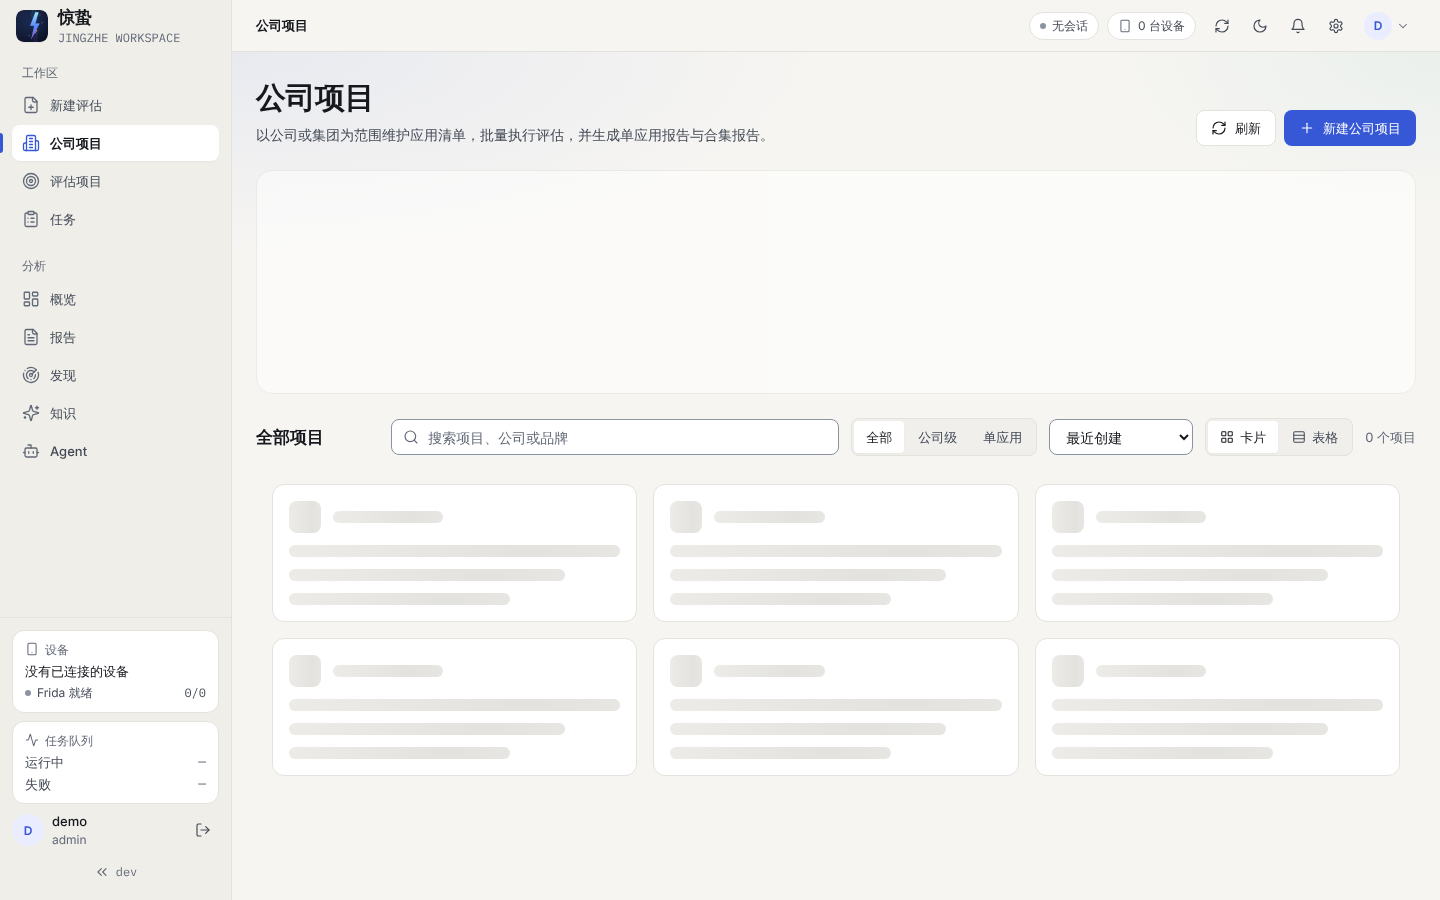 惊蛰
JINGZHE WORKSPACE
工作区
新建评估
公司项目
评估项目
任务
分析
概览
报告
发现
知识
Agent
设备
没有已连接的设备
Frida 就绪 0/0
任务队列
运行中 —
失败 —
D demo
admin
dev
公司项目
无会话
0 台设备
D
公司项目
以公司或集团为范围维护应用清单，批量执行评估，并生成单应用报告与合集报告。
刷新
新建公司项目
全部项目
搜索项目、公司或品牌
全部 公司级 单应用
最近创建
卡片 表格
0 个项目